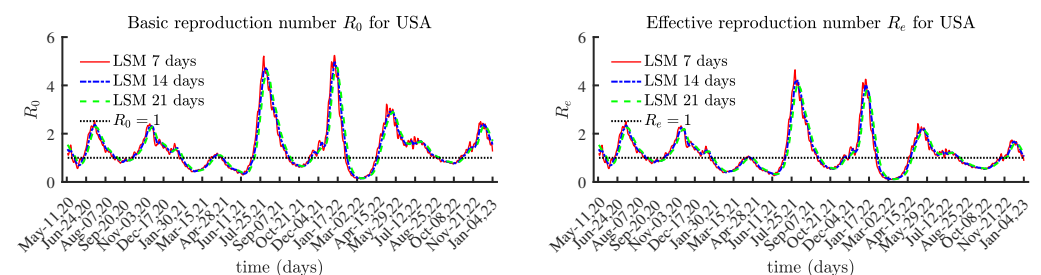 Basic reproduction number R₀ for USA
6
4
2
0
R₀
LSM 7 days
LSM 14 days
LSM 21 days
R₀ = 1
May-11,20
Jun-24,20
Aug-07,20
Sep-20,20
Nov-03,20
Dec-17,20
Jan-30,21
Mar-15,21
Apr-28,21
Jun-11,21
Jul-25,21
Sep-07,21
Oct-21,21
Dec-04,21
Jan-17,22
Mar-02,22
Apr-15,22
May-29,22
Jul-12,22
Aug-25,22
Oct-08,22
Nov-21,22
Jan-04,23
time (days)
Effective reproduction number Rₑ for USA
6
4
2
0
Rₑ
LSM 7 days
LSM 14 days
LSM 21 days
Rₑ = 1
May-11,20
Jun-24,20
Aug-07,20
Sep-20,20
Nov-03,20
Dec-17,20
Jan-30,21
Mar-15,21
Apr-28,21
Jun-11,21
Jul-25,21
Sep-07,21
Oct-21,21
Dec-04,21
Jan-17,22
Mar-02,22
Apr-15,22
May-29,22
Jul-12,22
Aug-25,22
Oct-08,22
Nov-21,22
Jan-04,23
time (days)